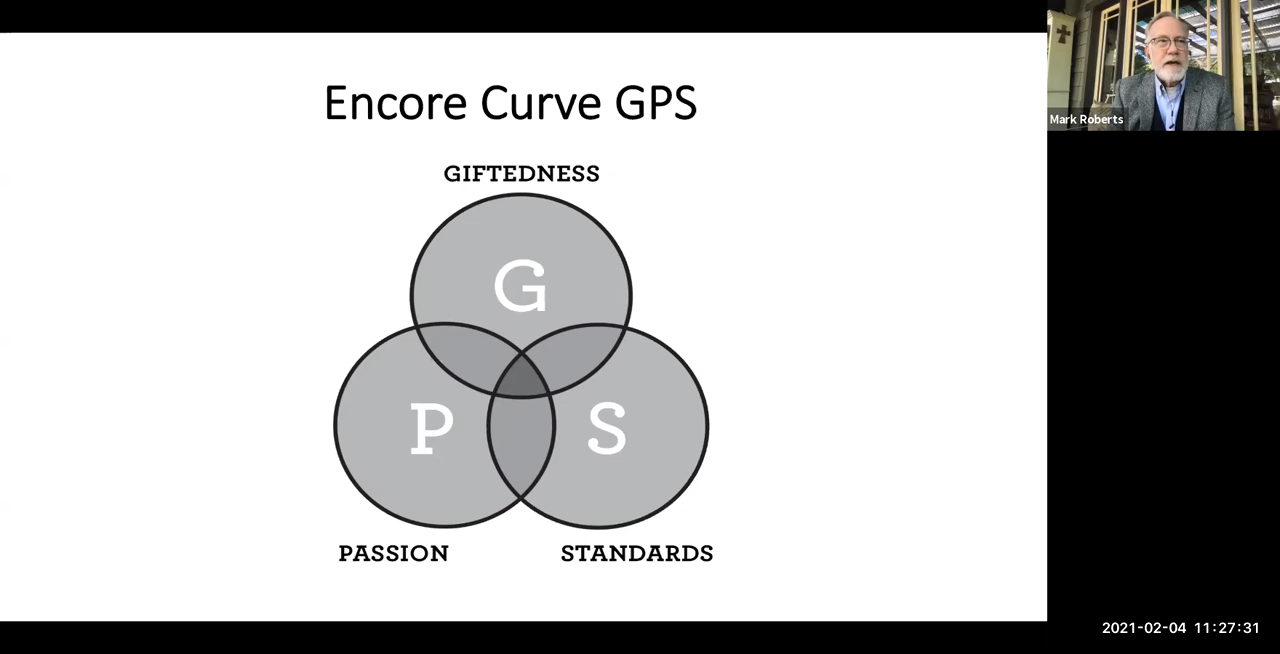 Encore Curve GPS
GIFTEDNESS
G
P
S
PASSION
STANDARDS
Mark Roberts
2021-02-04 11:27:31